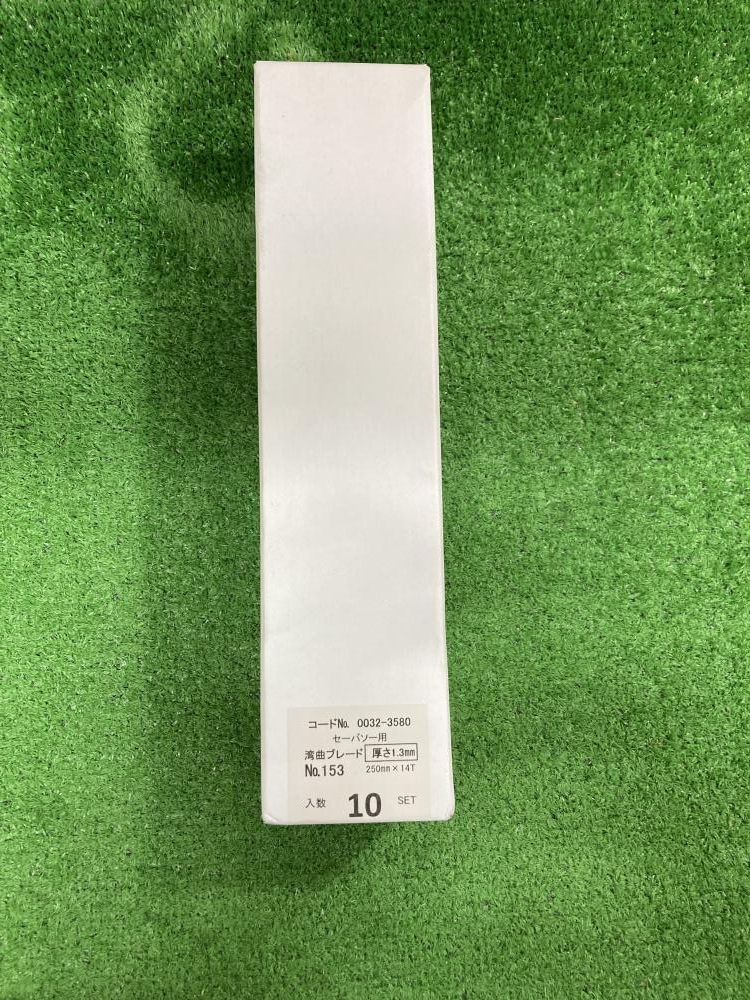 コードNo. 0032-3580
セーバソー用
湾曲ブレード 厚さ1.3mm
No.153 250mm×14T
入数 10 SET